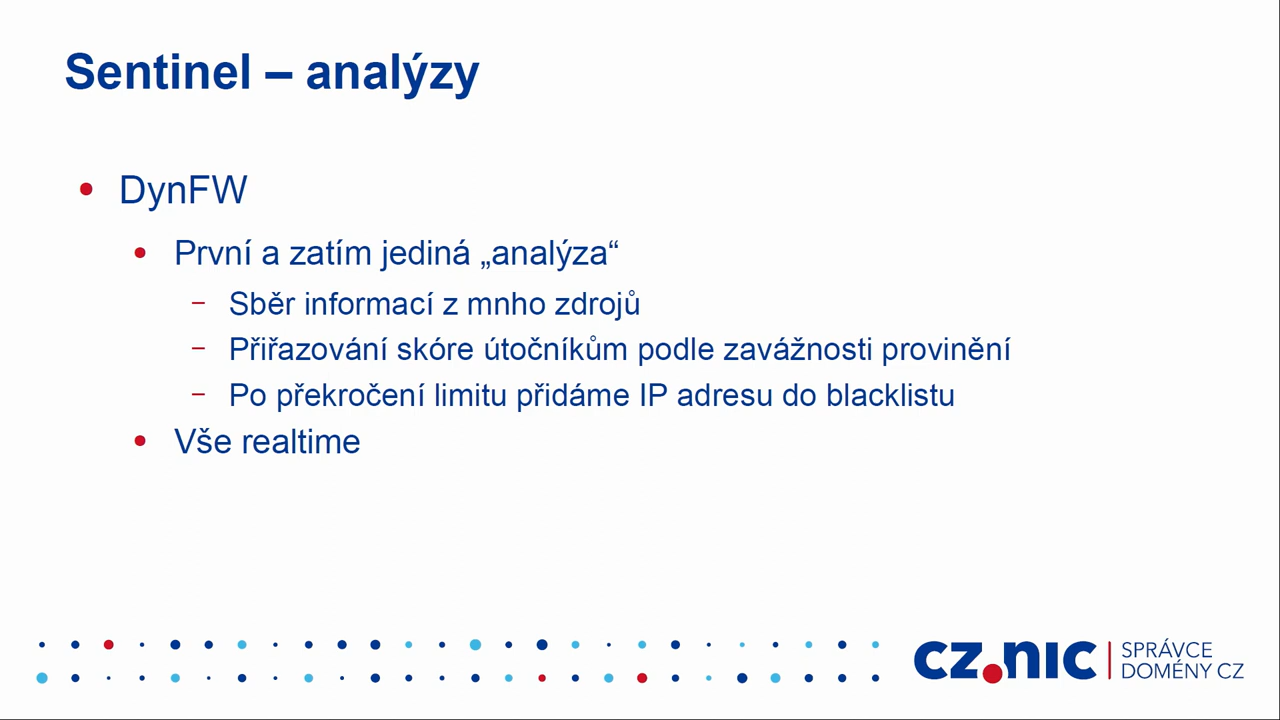 Sentinel – analýzy
DynFW
První a zatím jediná „analýza“
Sběr informací z mnho zdrojů
Přiřazování skóre útočníkům podle zavážnosti provinění
Po překročení limitu přidáme IP adresu do blacklistu
Vše realtime
CZ.NIC
SPRÁVCE
DOMÉNY CZ